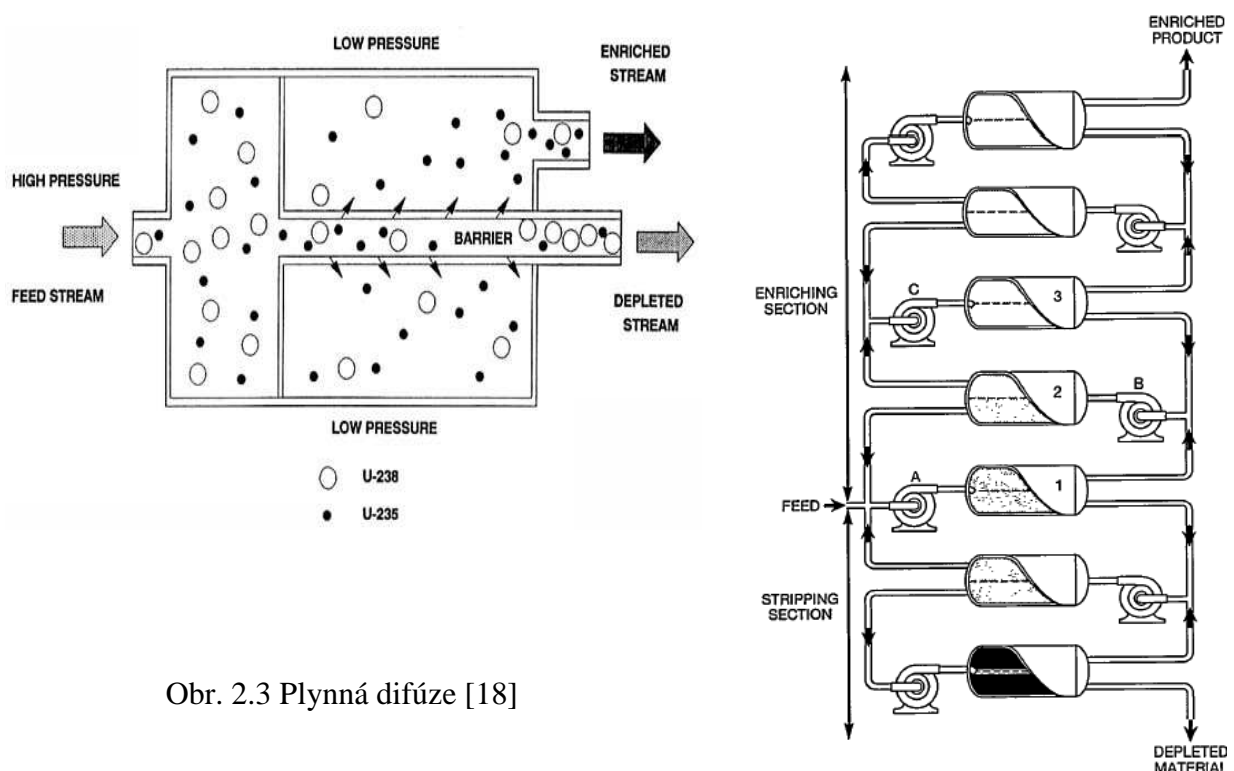 LOW PRESSURE
ENRICHED
STREAM
HIGH PRESSURE
FEED STREAM
BARRIER
DEPLETED
STREAM
LOW PRESSURE
U-238
U-235
Obr. 2.3 Plynná difúze [18]
ENRICHED
PRODUCT
ENRICHING
SECTION
C
3
2
B
A
1
FEED
STRIPPING
SECTION
DEPLETED
MATERIAL